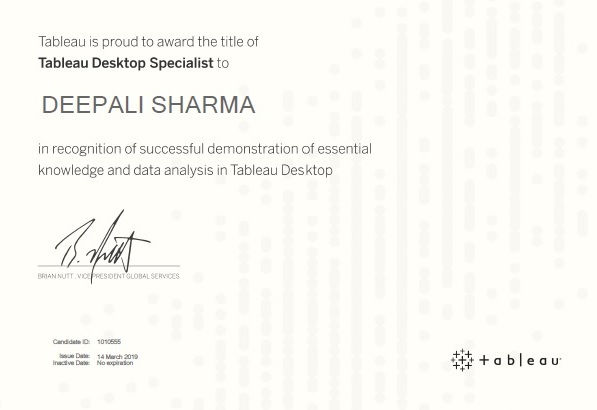 Tableau is proud to award the title of
Tableau Desktop Specialist to
DEEPALI SHARMA
in recognition of successful demonstration of essential
knowledge and data analysis in Tableau Desktop
BRIAN NUTT , VICE PRESIDENT GLOBAL SERVICES
Candidate ID: 1010555
Issue Date: 14 March 2019
Inactive Date: No expiration
+ableau